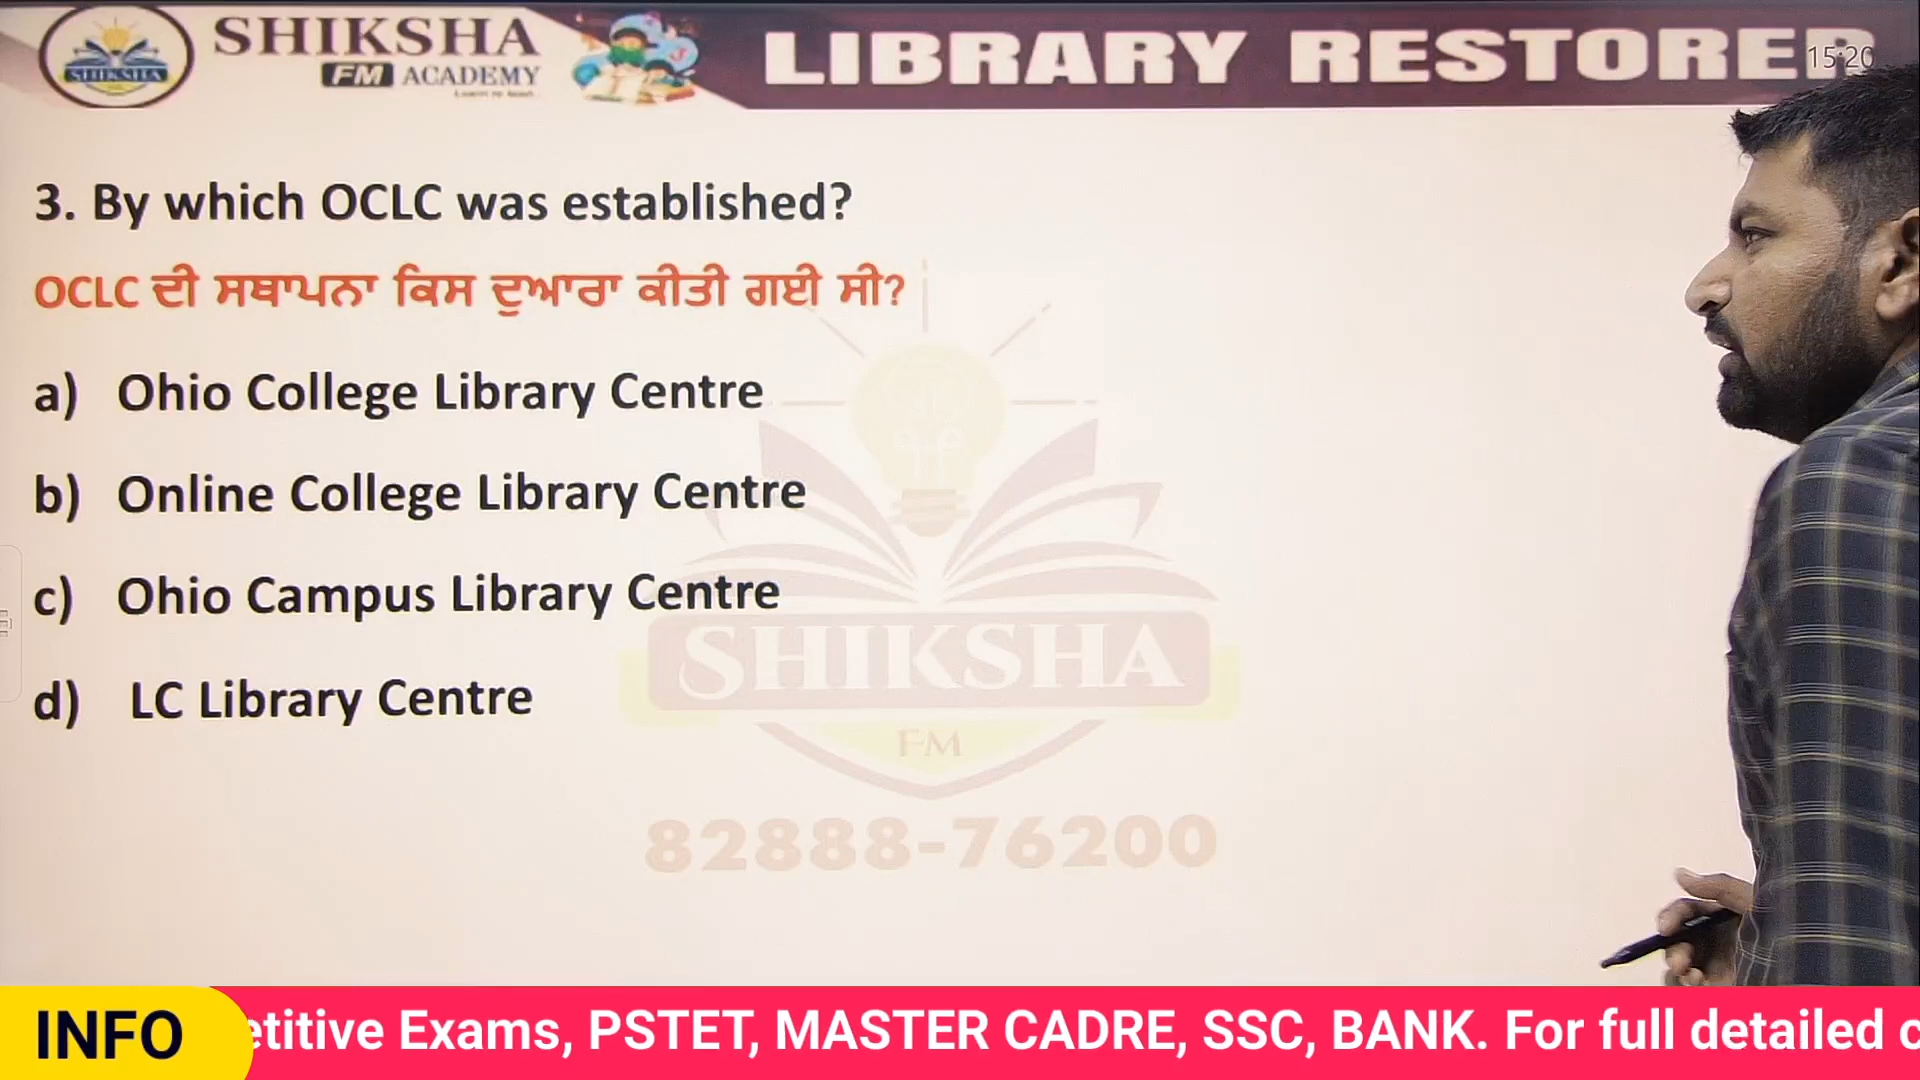 SHIKSHA
FM ACADEMY
SHIKSHA
LIBRARY RESTORER
15:20
3. By which OCLC was established?
OCLC ਦੀ ਸਥਾਪਨਾ ਕਿਸ ਦੁਆਰਾ ਕੀਤੀ ਗਈ ਸੀ?
a) Ohio College Library Centre
b) Online College Library Centre
c) Ohio Campus Library Centre
d) LC Library Centre
SHIKSHA
FM
82888-76200
INFO
etitive Exams, PSTET, MASTER CADRE, SSC, BANK. For full detailed c